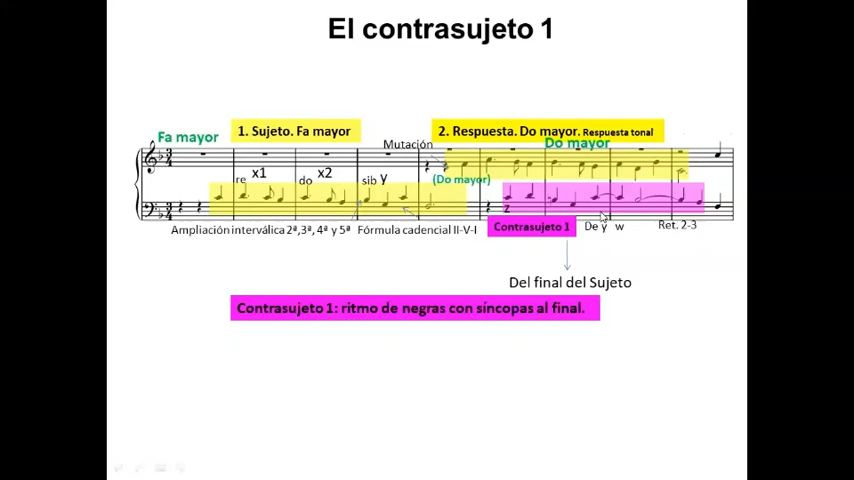 El contrasujeto 1
Fa mayor
1. Sujeto. Fa mayor
Mutación
2. Respuesta. Do mayor. Respuesta tonal
Do mayor
re x1
do x2
sib y
(Do mayor)
z
Ampliación interválica 2ª,3ª, 4ª y 5ª
Fórmula cadencial II-V-I
Contrasujeto 1
De y w
Ret. 2-3
Del final del Sujeto
Contrasujeto 1: ritmo de negras con síncopas al final.